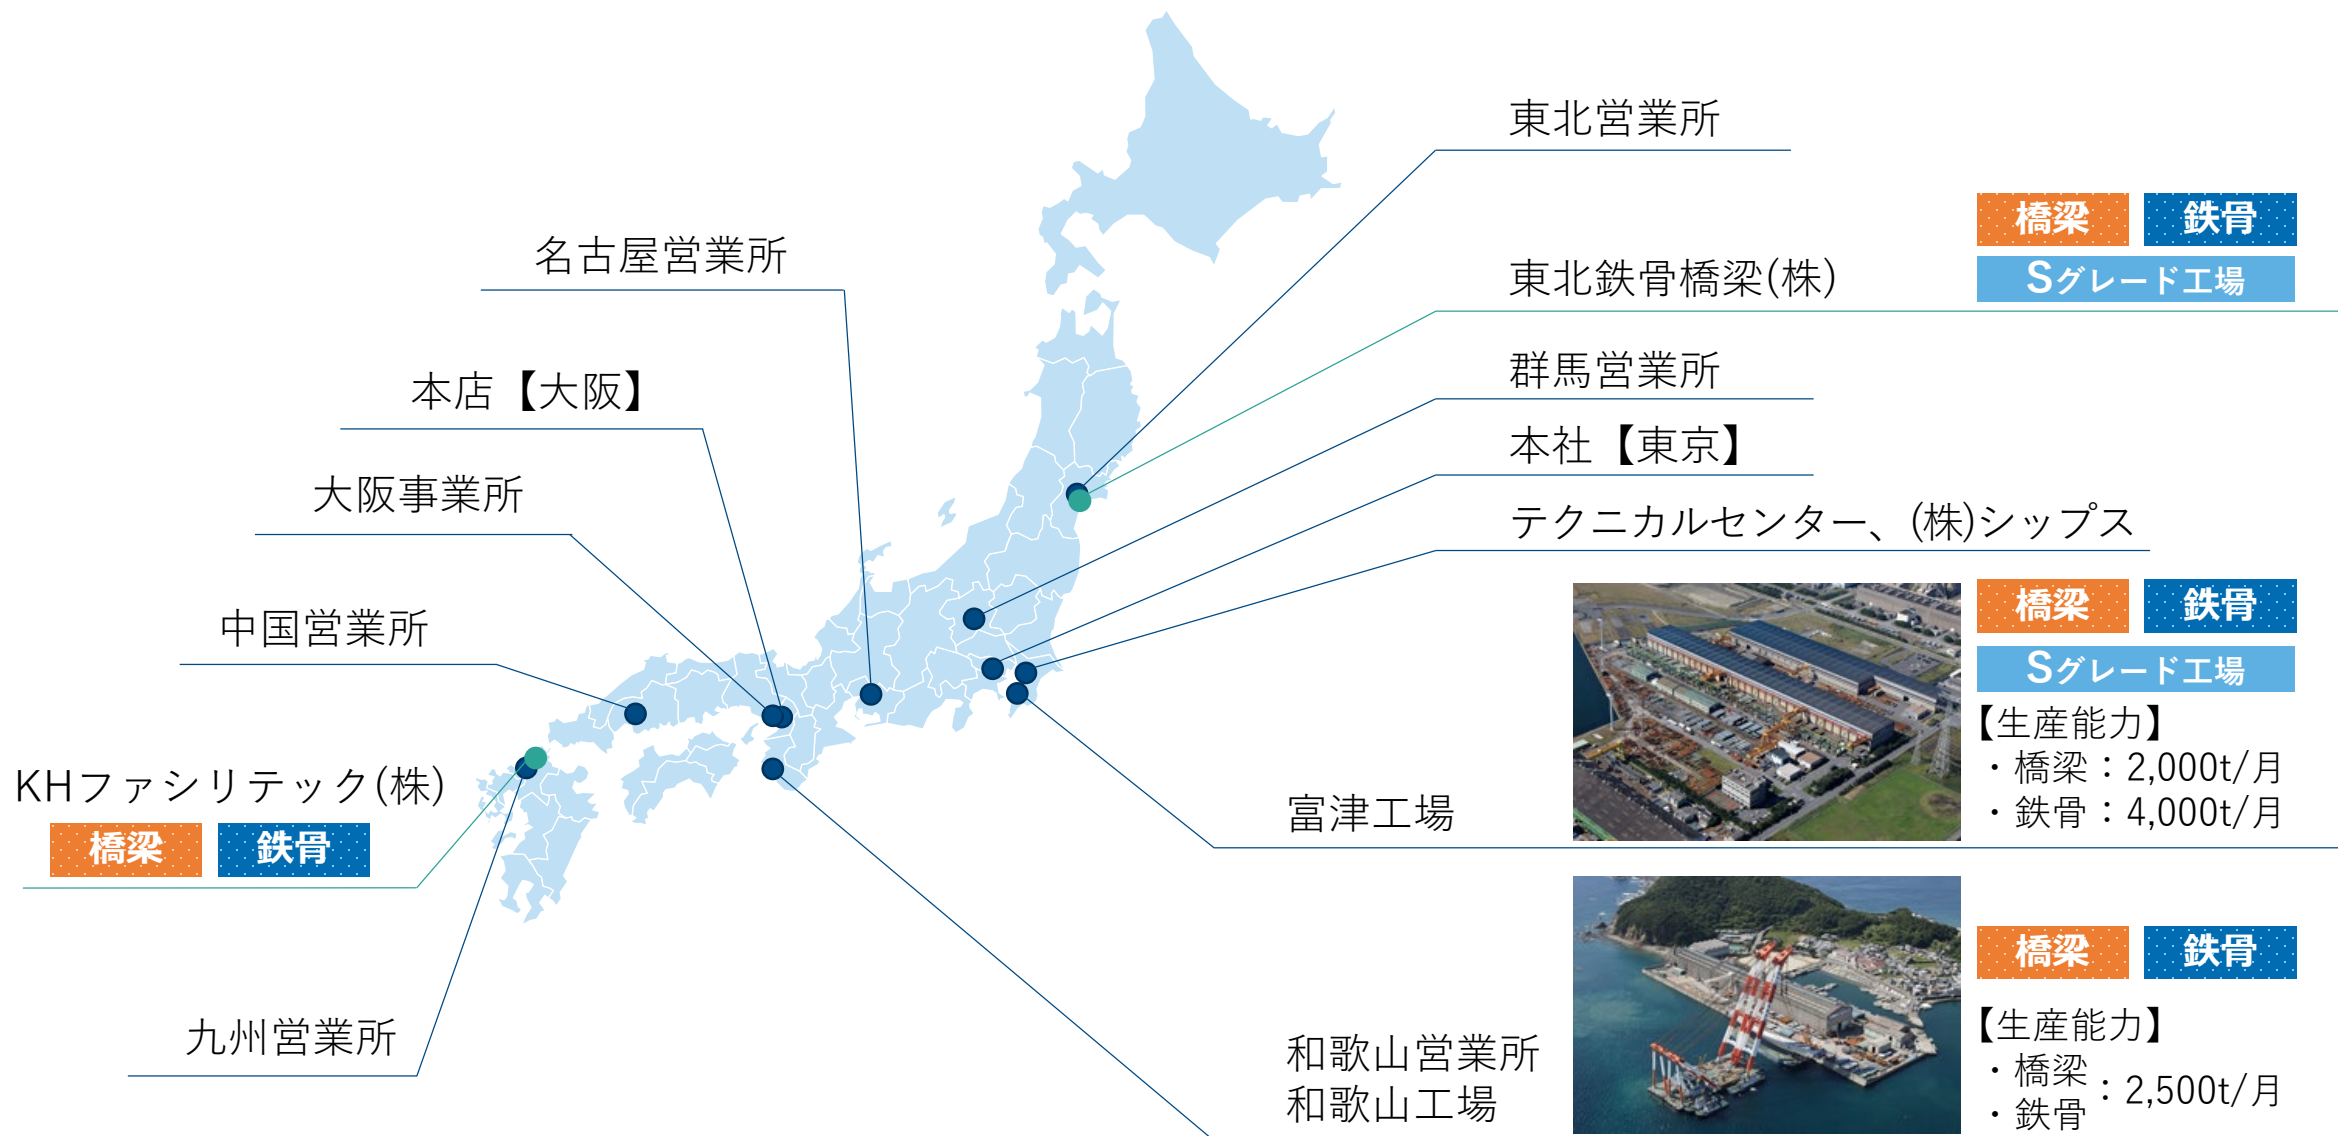 東北営業所
橋梁 鉄骨
Sグレード工場
東北鉄骨橋梁(株)
名古屋営業所
群馬営業所
本店【大阪】
本社【東京】
大阪事業所
テクニカルセンター、(株)シップス
中国営業所
橋梁 鉄骨
Sグレード工場
【生産能力】
・橋梁：2,000t/月
・鉄骨：4,000t/月
富津工場
KHファシリテック(株)
橋梁 鉄骨
九州営業所
和歌山営業所
和歌山工場
橋梁 鉄骨
【生産能力】
・橋梁
・鉄骨
：2,500t/月